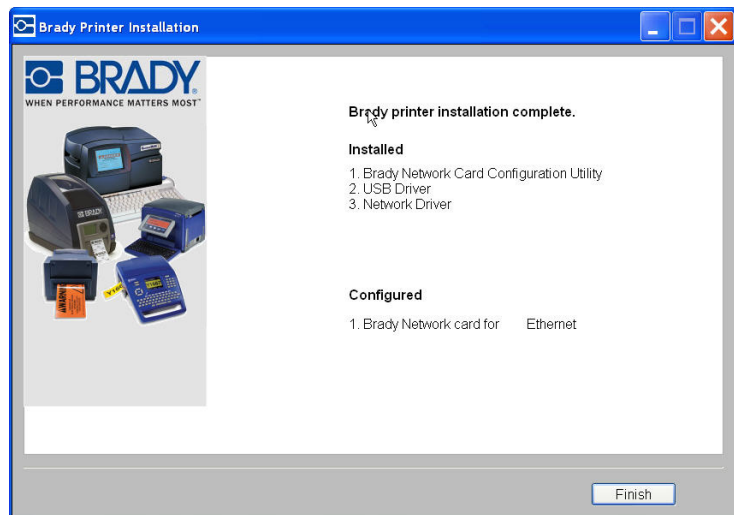 Brady Printer Installation
BRADY
WHEN PERFORMANCE MATTERS MOST
Brady printer installation complete.
Installed
1. Brady Network Card Configuration Utility
2. USB Driver
3. Network Driver
Configured
1. Brady Network card for Ethernet
Finish